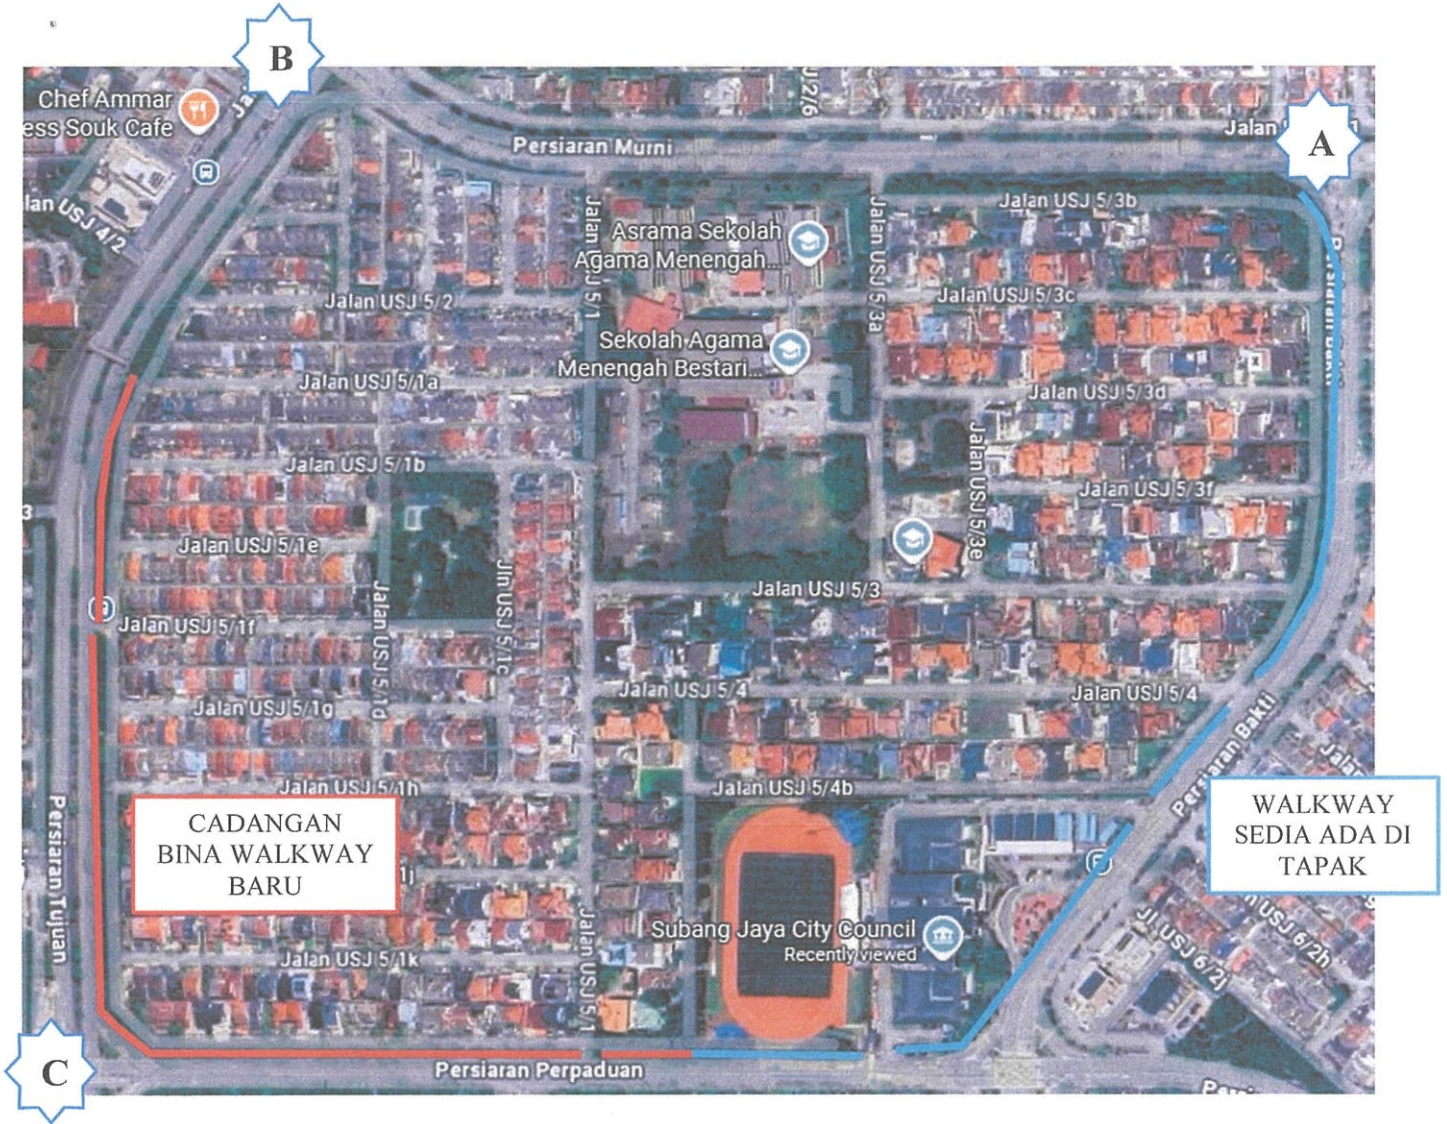 B
Chef Ammar
ess Souk Cafe
Persiaran Murni
J 2/6
Jalan
A
lan USJ 4/2
Jalan USJ 5/3b
Asrama Sekolah
Agama Menengah...
Jalan USJ 5/1
Jalan USJ 5/3a
Jalan USJ 5/2
Jalan USJ 5/3c
Persiaran Bakti
Sekolah Agama
Menengah Bestari...
Jalan USJ 5/1a
Jalan USJ 5/3d
Jalan USJ 5/1b
Jalan USJ 5/3e
Jalan USJ 5/3f
3
Jalan USJ 5/1e
Jln USJ 5/1c
Jalan USJ 5/3
Jalan USJ 5/1f
Jalan USJ 5/1d
Jalan USJ 5/4
Jalan USJ 5/4
Jalan USJ 5/1g
Persiaran Bakti
Jalan
Jalan USJ 5/1h
Jalan USJ 5/4b
CADANGAN
BINA WALKWAY
BARU
WALKWAY
SEDIA ADA DI
TAPAK
1j
Persiaran Tujuan
Subang Jaya City Council
Recently viewed
Jalan USJ 5/1
Jl USJ 6/2j
n USJ 6/2h
Jalan USJ 5/1k
C
Persiaran Perpaduan